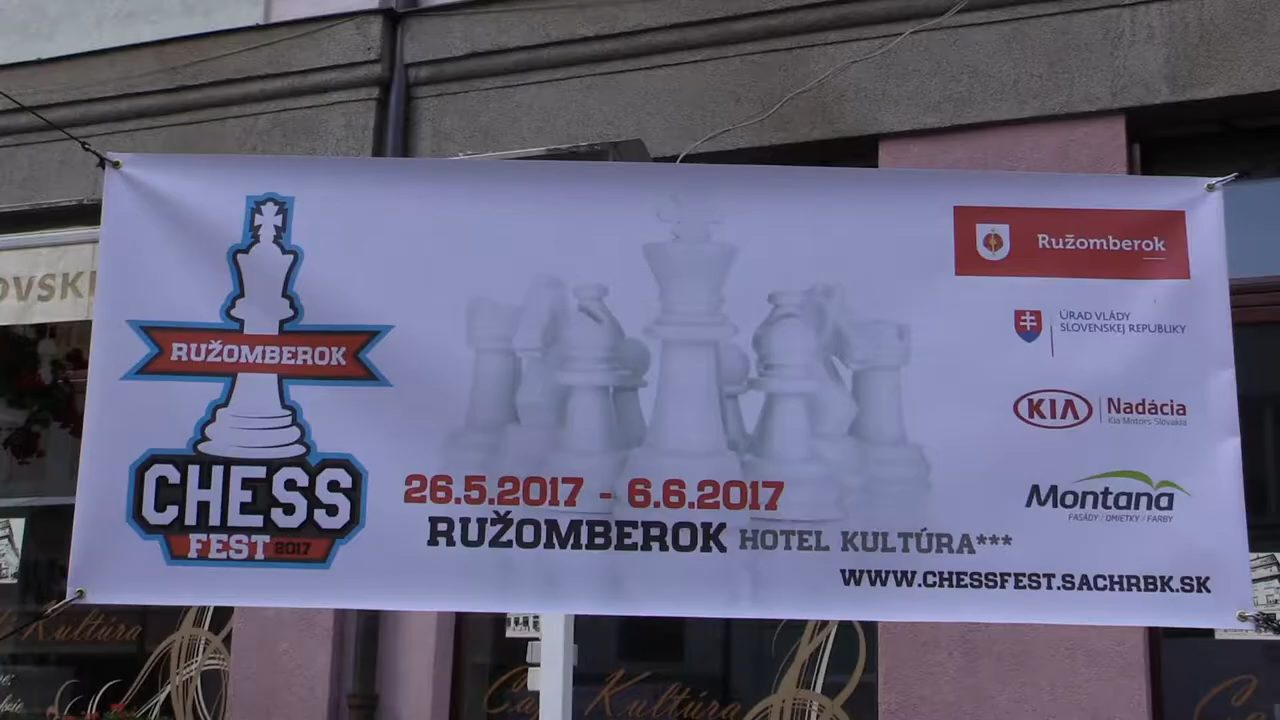 RUŽOMBEROK
CHESS
FEST 2017
26.5.2017 - 6.6.2017
RUŽOMBEROK HOTEL KULTÚRA***
WWW.CHESSFEST.SACHRBK.SK
Ružomberok
ÚRAD VLÁDY
SLOVENSKEJ REPUBLIKY
KIA Nadácia
Kia Motors Slovakia
Montana
FASÁDY / OMIETKY / FARBY
OVSKI
Kultúra
Kultúra